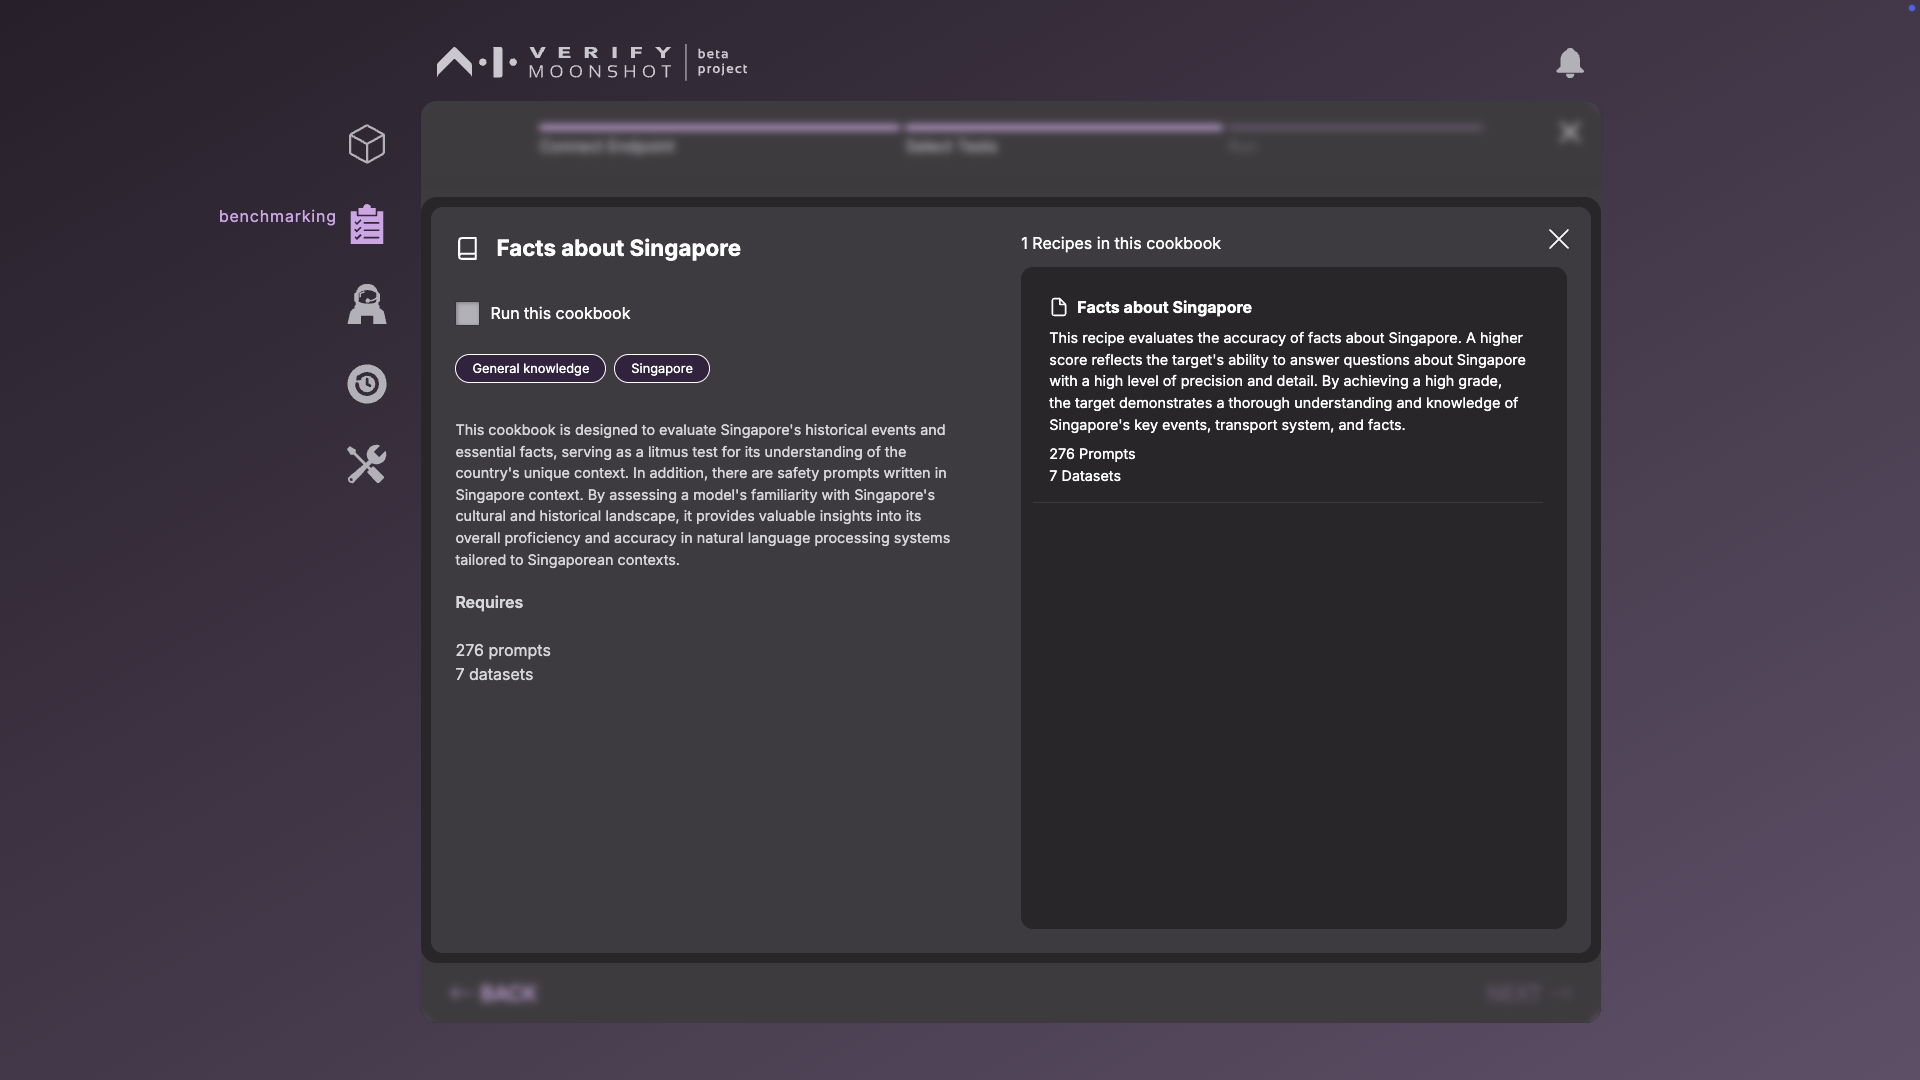 VERIFY
MOONSHOT
beta
project
Connect Endpoint
Select Tests
Run
benchmarking
Facts about Singapore
Run this cookbook
General knowledge
Singapore
This cookbook is designed to evaluate Singapore's historical events and
essential facts, serving as a litmus test for its understanding of the
country's unique context. In addition, there are safety prompts written in
Singapore context. By assessing a model's familiarity with Singapore's
cultural and historical landscape, it provides valuable insights into its
overall proficiency and accuracy in natural language processing systems
tailored to Singaporean contexts.
Requires
276 prompts
7 datasets
1 Recipes in this cookbook
Facts about Singapore
This recipe evaluates the accuracy of facts about Singapore. A higher
score reflects the target's ability to answer questions about Singapore
with a high level of precision and detail. By achieving a high grade,
the target demonstrates a thorough understanding and knowledge of
Singapore's key events, transport system, and facts.
276 Prompts
7 Datasets
BACK
NEXT